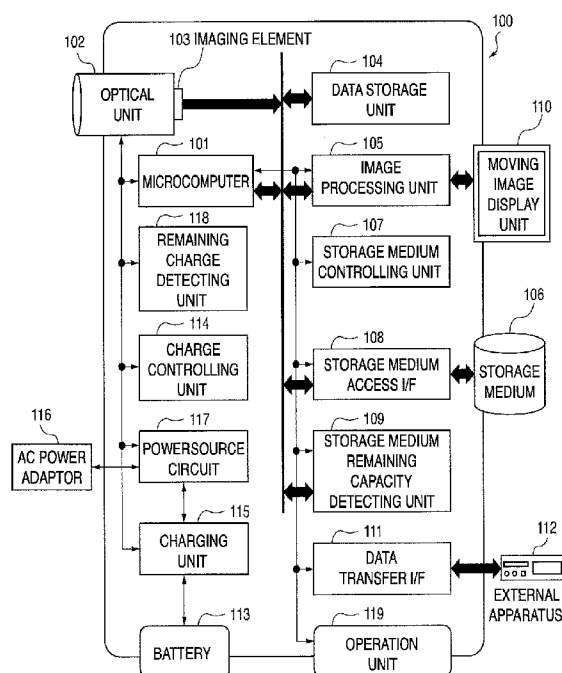 100
102
103 IMAGING ELEMENT
OPTICAL
UNIT
104
DATA STORAGE
UNIT
101
MICROCOMPUTER
105
IMAGE
PROCESSING UNIT
110
MOVING
IMAGE
DISPLAY
UNIT
118
REMAINING
CHARGE
DETECTING
UNIT
107
STORAGE MEDIUM
CONTROLLING UNIT
114
CHARGE
CONTROLLING
UNIT
108
STORAGE MEDIUM
ACCESS I/F
106
STORAGE
MEDIUM
116
AC POWER
ADAPTOR
117
POWERSOURCE
CIRCUIT
109
STORAGE MEDIUM
REMAINING
CAPACITY
DETECTING UNIT
115
CHARGING
UNIT
111
DATA
TRANSFER I/F
112
EXTERNAL
APPARATUS
113
BATTERY
119
OPERATION
UNIT